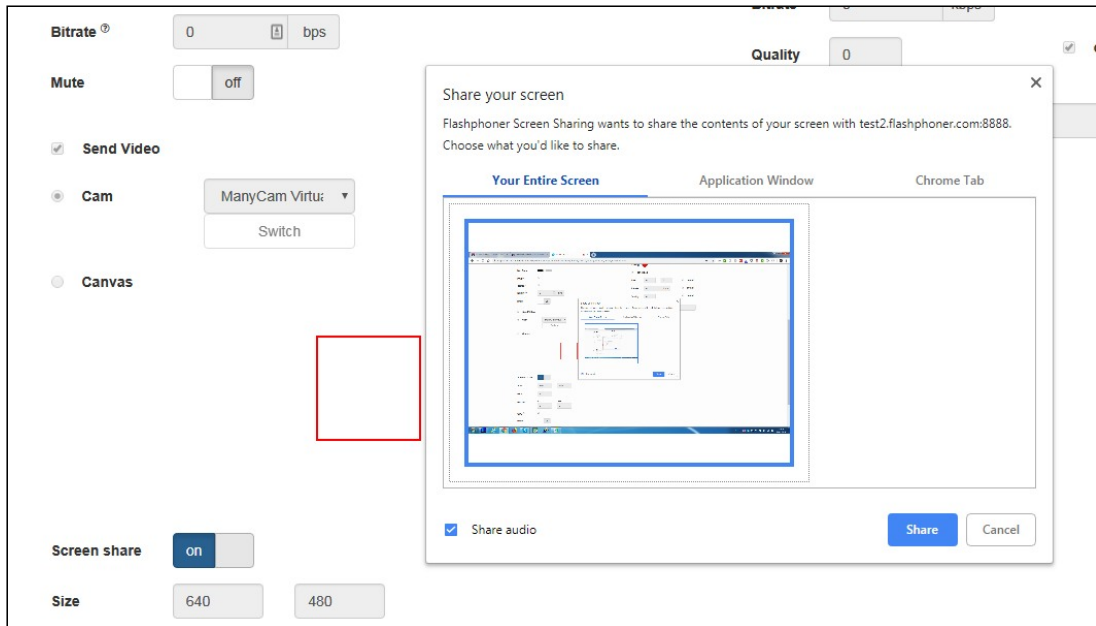 Bitrate ?
0
bps
Mute
off
Send Video
Cam
ManyCam Virtu
Switch
Canvas
Screen share
on
Size
640
480
Quality
0
Share your screen
Flashphoner Screen Sharing wants to share the contents of your screen with test2.flashphoner.com:8888.
Choose what you'd like to share.
Your Entire Screen
Application Window
Chrome Tab
Share audio
Share
Cancel